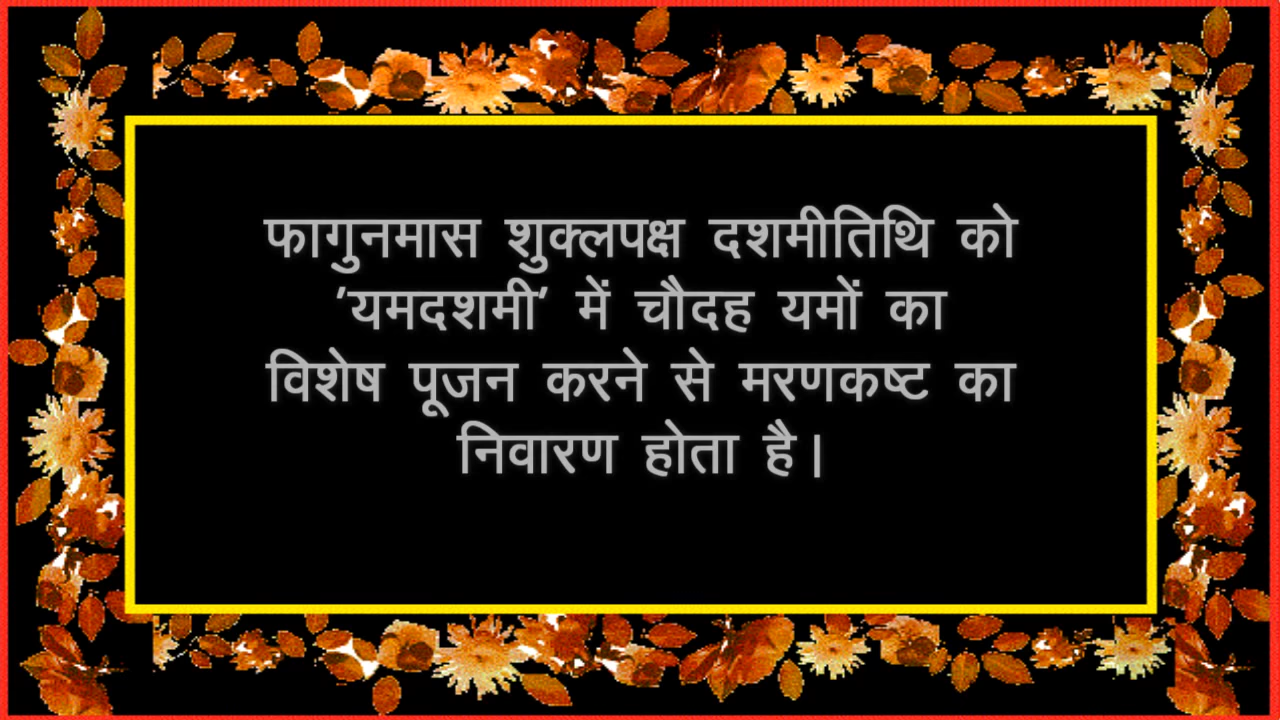 फागुनमास शुक्लपक्ष दशमीतिथि को
'यमदशमी' में चौदह यमों का
विशेष पूजन करने से मरणकष्ट का
निवारण होता है।